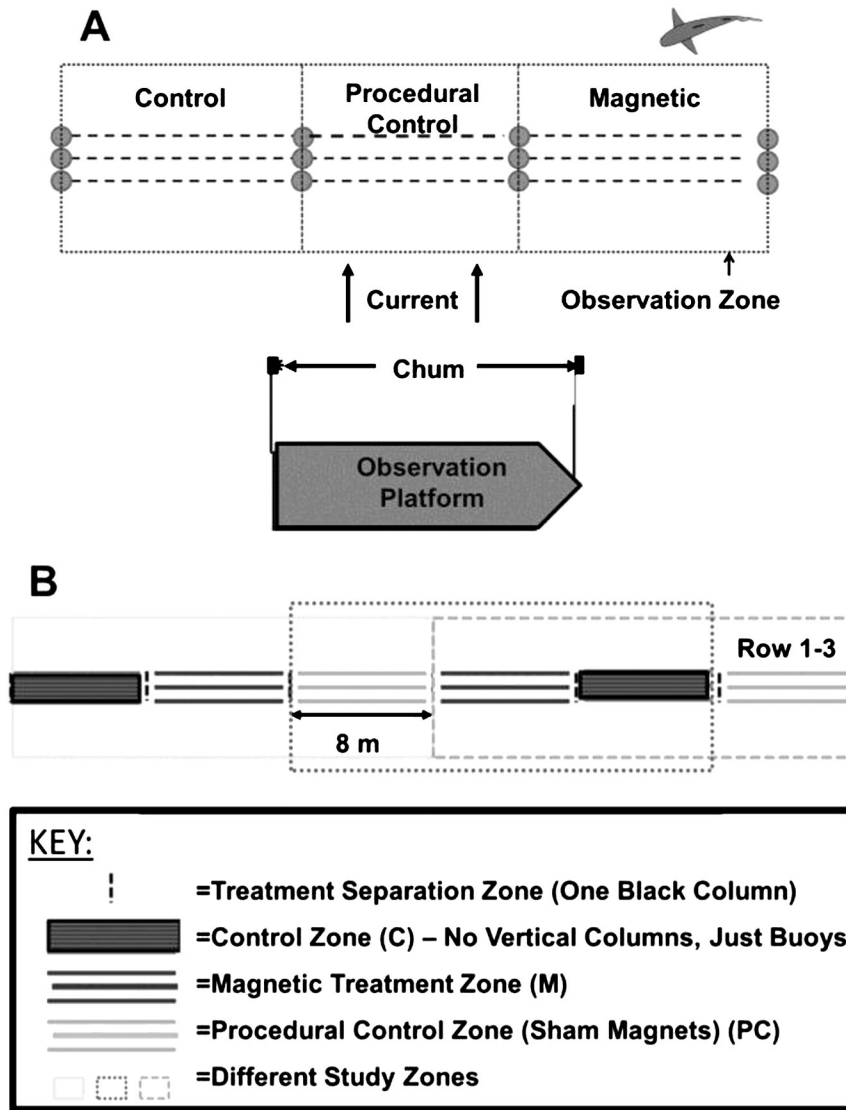 A
Control
Procedural
Control
Magnetic
Current
Observation Zone
Chum
Observation
Platform
B
Row 1-3
8 m
KEY:
=Treatment Separation Zone (One Black Column)
=Control Zone (C) – No Vertical Columns, Just Buoys
=Magnetic Treatment Zone (M)
=Procedural Control Zone (Sham Magnets) (PC)
=Different Study Zones